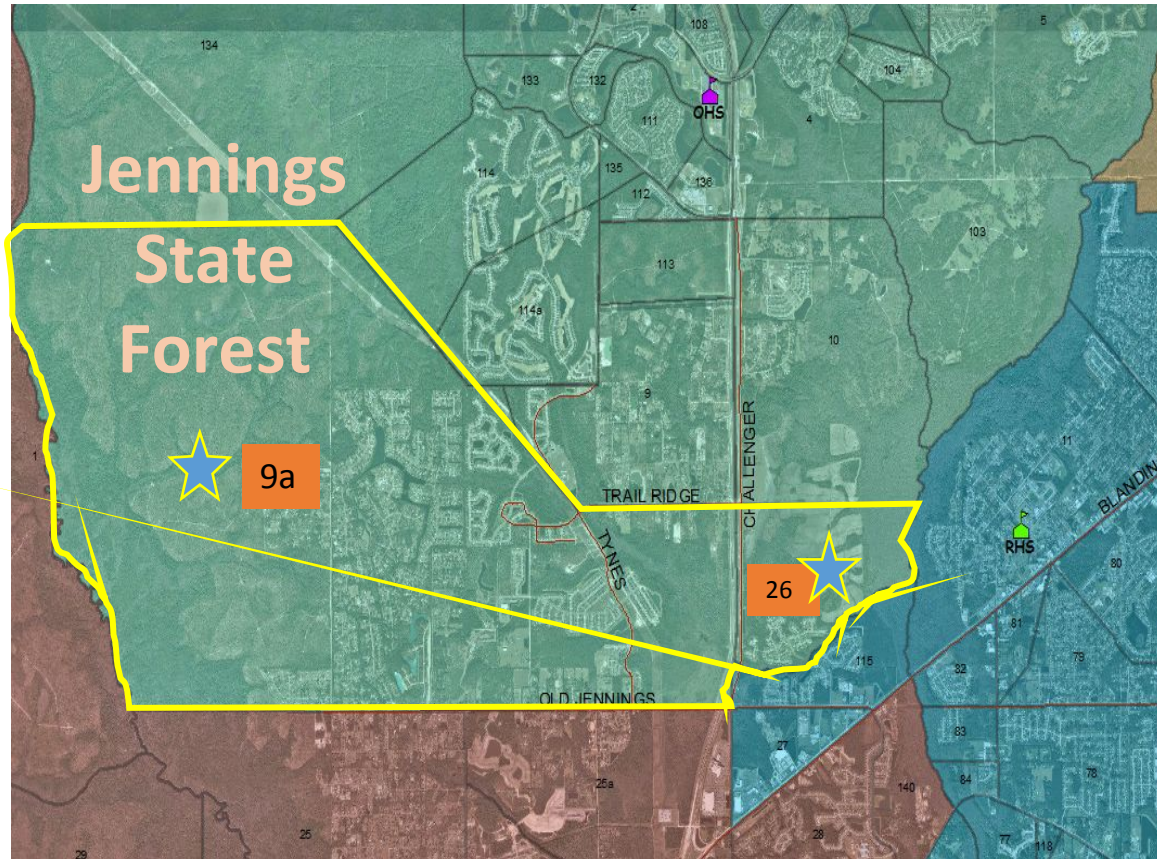 134
2
108
5
133
132
104
OHS
111
4
Jennings
114
135
136
112
103
State
113
Forest
114a
10
9
CHALLENGER
11
1
9a
TRAIL RIDGE
BLANDIN
RHS
TYNES
80
26
81
79
115
82
OLD JENNINGS
83
27
84
78
25a
140
25
28
77
118
29